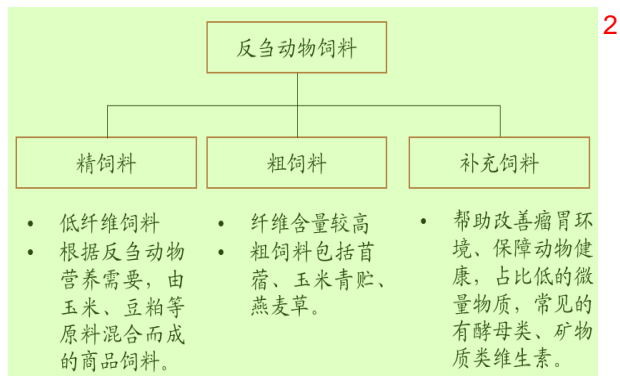 反刍动物饲料
2
精饲料
粗饲料
补充饲料
• 低纤维饲料
• 根据反刍动物
营养需要，由
玉米、豆粕等
原料混合而成
的商品饲料。
• 纤维含量较高
• 粗饲料包括苜
蓿、玉米青贮、
燕麦草。
• 帮助改善瘤胃环
境、保障动物健
康，占比低的微
量物质，常见的
有酵母类、矿物
质类维生素。